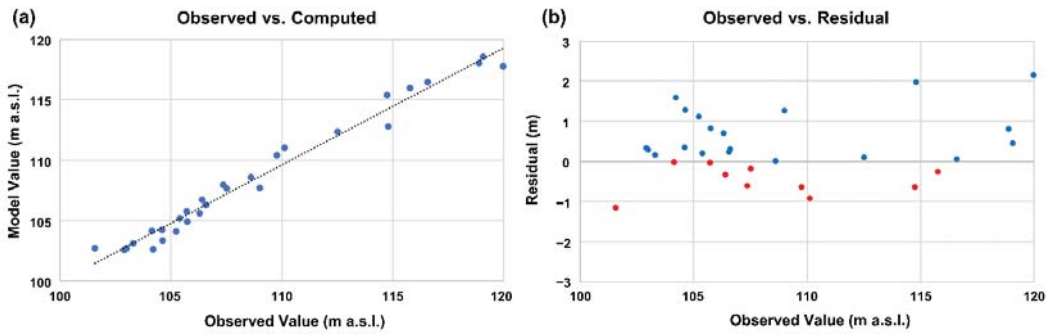 (a) Observed vs. Computed
120
115
110
105
100
Model Value (m a.s.l.)
100 105 110 115 120
Observed Value (m a.s.l.)
(b) Observed vs. Residual
3
2
1
0
−1
−2
−3
Residual (m)
100 105 110 115 120
Observed Value (m a.s.l.)